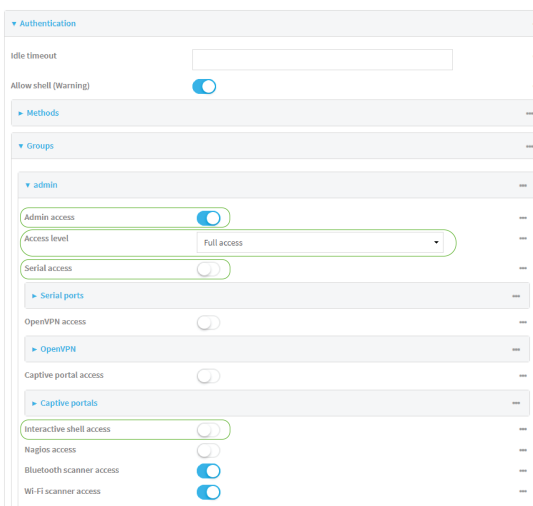 Authentication
Idle timeout
Allow shell (Warning)
Methods
Groups
admin
Admin access
Access level Full access
Serial access
Serial ports
OpenVPN access
OpenVPN
Captive portal access
Captive portals
Interactive shell access
Nagios access
Bluetooth scanner access
Wi-Fi scanner access